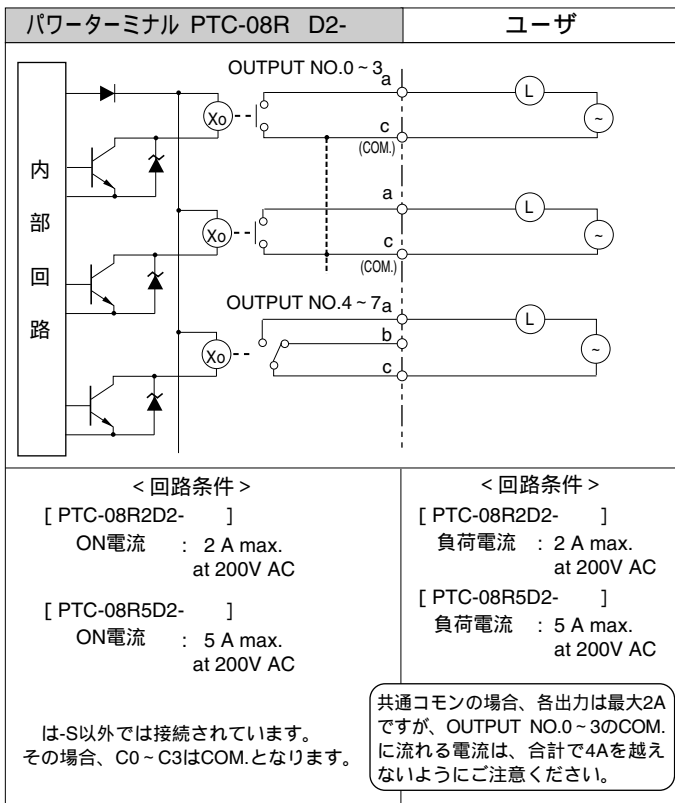 パワーターミナル PTC-08R D2-
ユーザ
OUTPUT NO.0～3
a
L
~
Xo
c
(COM.)
内部回路
a
L
~
Xo
c
(COM.)
OUTPUT NO.4～7
a
L
b
~
Xo
c
<回路条件>
[ PTC-08R2D2- ]
ON電流 : 2 A max.
at 200V AC
[ PTC-08R5D2- ]
ON電流 : 5 A max.
at 200V AC
は-S以外では接続されています。
その場合、C0～C3はCOM.となります。
<回路条件>
[ PTC-08R2D2- ]
負荷電流 : 2 A max.
at 200V AC
[ PTC-08R5D2- ]
負荷電流 : 5 A max.
at 200V AC
共通コモンの場合、各出力は最大2A
ですが、OUTPUT NO.0～3のCOM.
に流れる電流は、合計で4Aを越え
ないようにご注意ください。